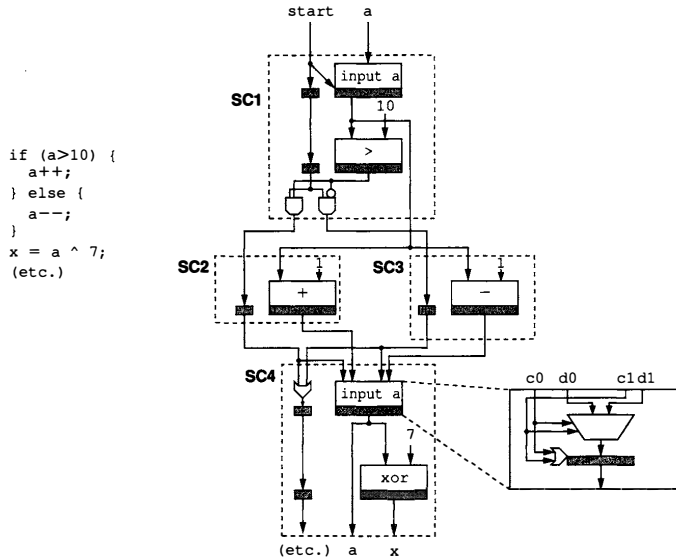 start a
SC1
input a
10
>
if (a>10) {
a++;
} else {
a--;
}
x = a ^ 7;
(etc.)
SC2
1
+
SC3
1
-
SC4
input a
7
xor
(etc.) a x
c0 d0 c1 d1